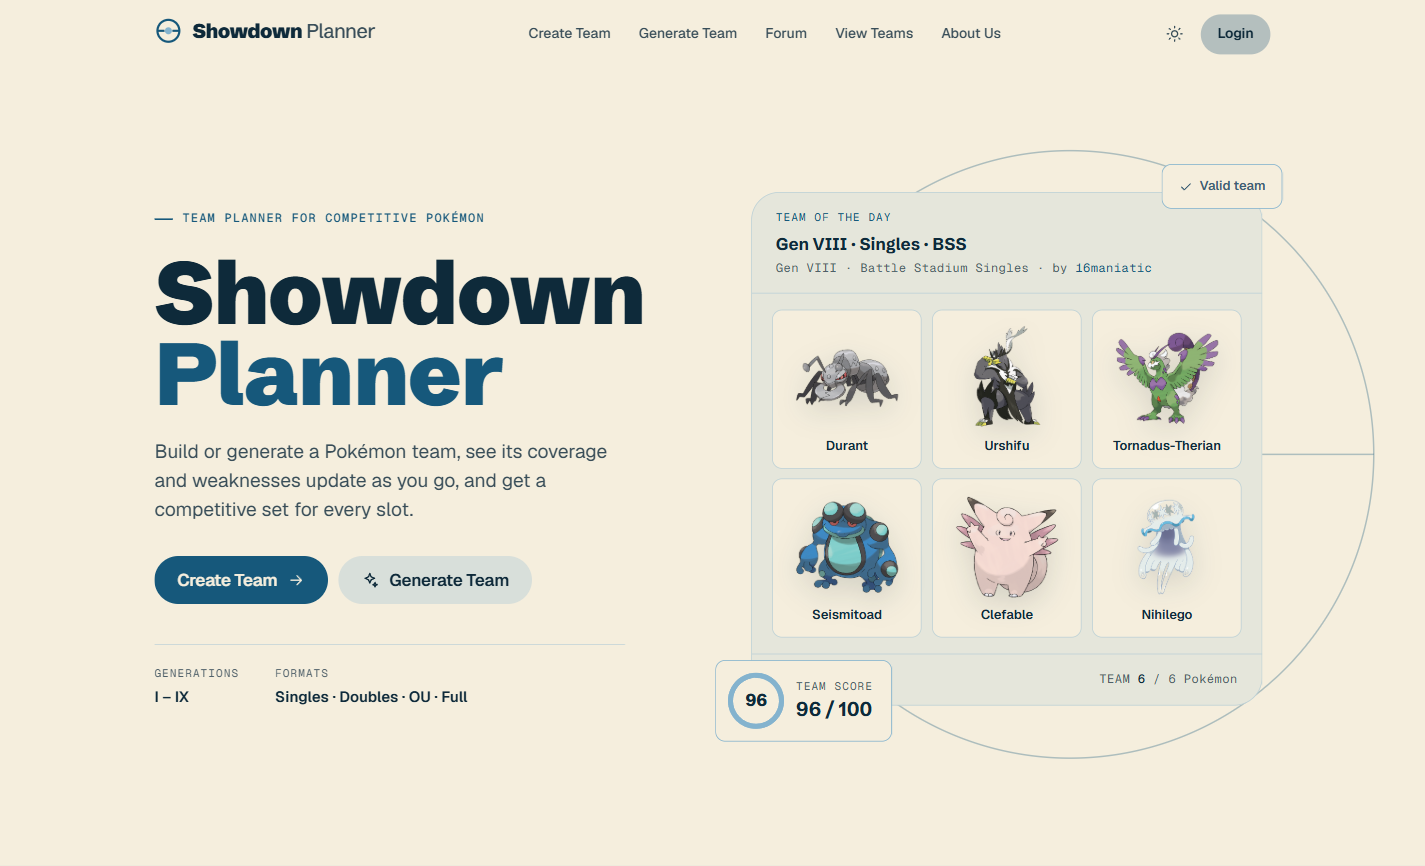 Showdown Planner
Create Team
Generate Team
Forum
View Teams
About Us
Login
TEAM PLANNER FOR COMPETITIVE POKÉMON
Showdown
Planner
Build or generate a Pokémon team, see its coverage
and weaknesses update as you go, and get a
competitive set for every slot.
Create Team
Generate Team
GENERATIONS
I – IX
FORMATS
Singles · Doubles · OU · Full
Valid team
TEAM OF THE DAY
Gen VIII · Singles · BSS
Gen VIII · Battle Stadium Singles · by 16maniatic
Durant
Urshifu
Tornadus-Therian
Seismitoad
Clefable
Nihilego
96
TEAM SCORE
96 / 100
TEAM 6 / 6 Pokémon